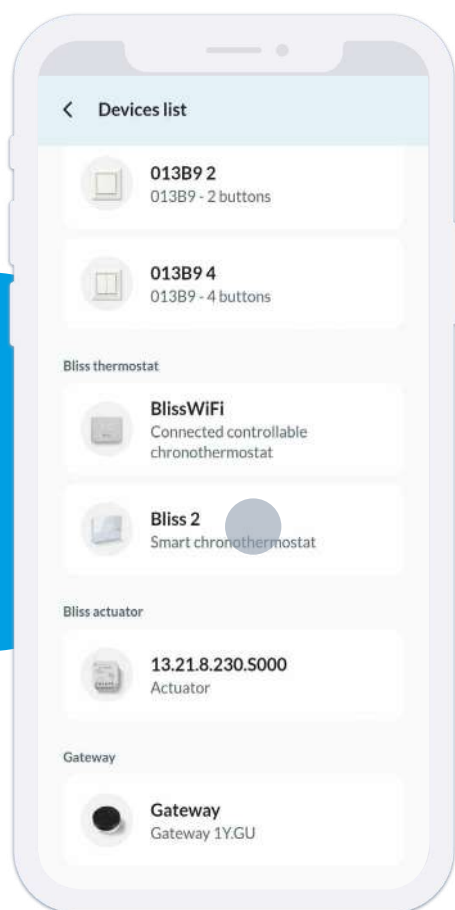 Devices list
013B9 2
013B9 - 2 buttons
013B9 4
013B9 - 4 buttons
Bliss thermostat
BlissWiFi
Connected controllable
chronothermostat
Bliss 2
Smart chronothermostat
Bliss actuator
13.21.8.230.S000
Actuator
Gateway
Gateway
Gateway 1Y.GU